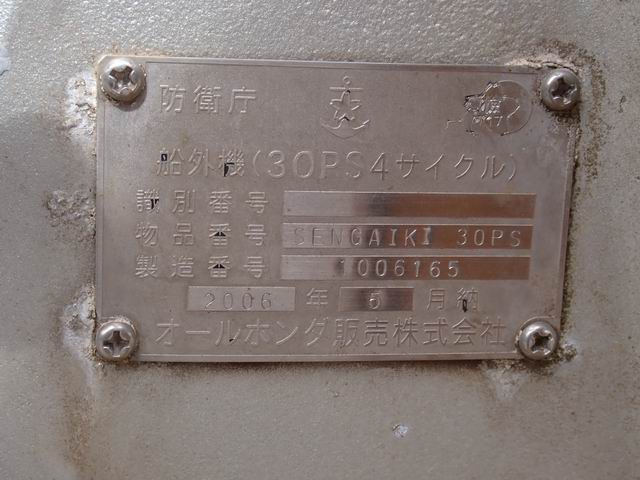 防衛庁
船外機(30PS4サイクル)
識別番号
物品番号 SENGAIKI 30PS
製造番号 1006165
2006 年 5 月納
オールホンダ販売株式会社